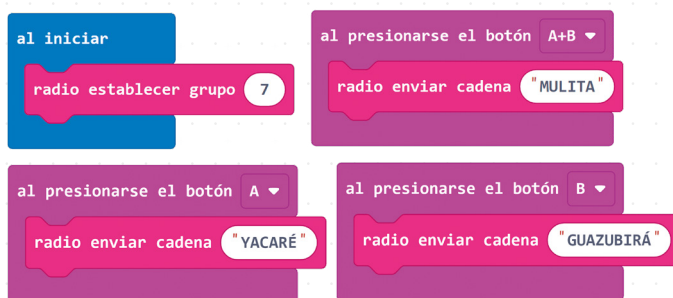 al iniciar
radio establecer grupo 7
al presionarse el botón A+B
radio enviar cadena "MULITA"
al presionarse el botón A
radio enviar cadena "YACARÉ"
al presionarse el botón B
radio enviar cadena "GUAZUBIRÁ"